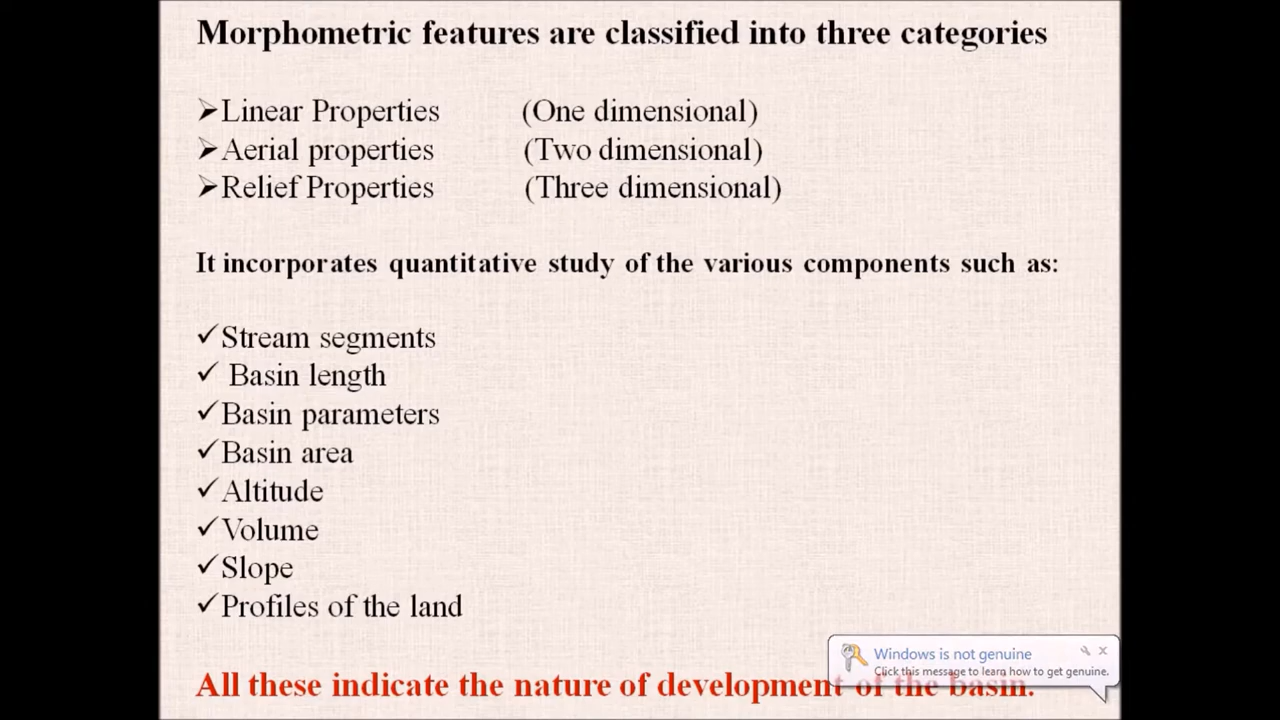 Morphometric features are classified into three categories
➢Linear Properties (One dimensional)
➢Aerial properties (Two dimensional)
➢Relief Properties (Three dimensional)
It incorporates quantitative study of the various components such as:
✓Stream segments
✓ Basin length
✓Basin parameters
✓Basin area
✓Altitude
✓Volume
✓Slope
✓Profiles of the land
Windows is not genuine
Click this message to learn how to get genuine.
All these indicate the nature of development of the basin.